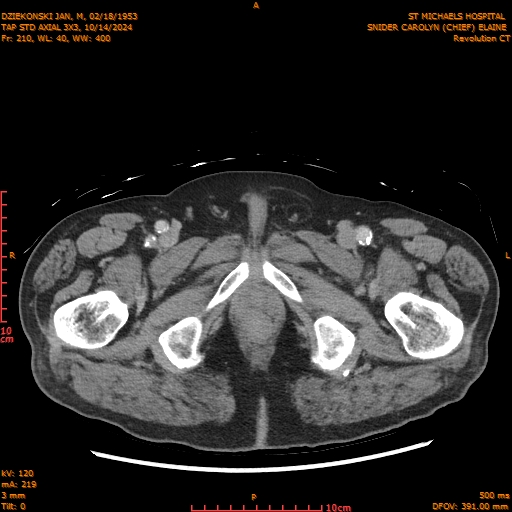 A
DZIEKONSKI JAN, M, 02/18/1953
TAP STD AXIAL 3X3, 10/14/2024
Fr: 210, WL: 40, WW: 400
ST MICHAELS HOSPITAL
SNIDER CAROLYN (CHIEF) ELAINE
Revolution CT
R
L
10
cm
kV: 120
mA: 219
3 mm
Tilt: 0
P
10cm
500 ms
DFOV: 391.00 mm